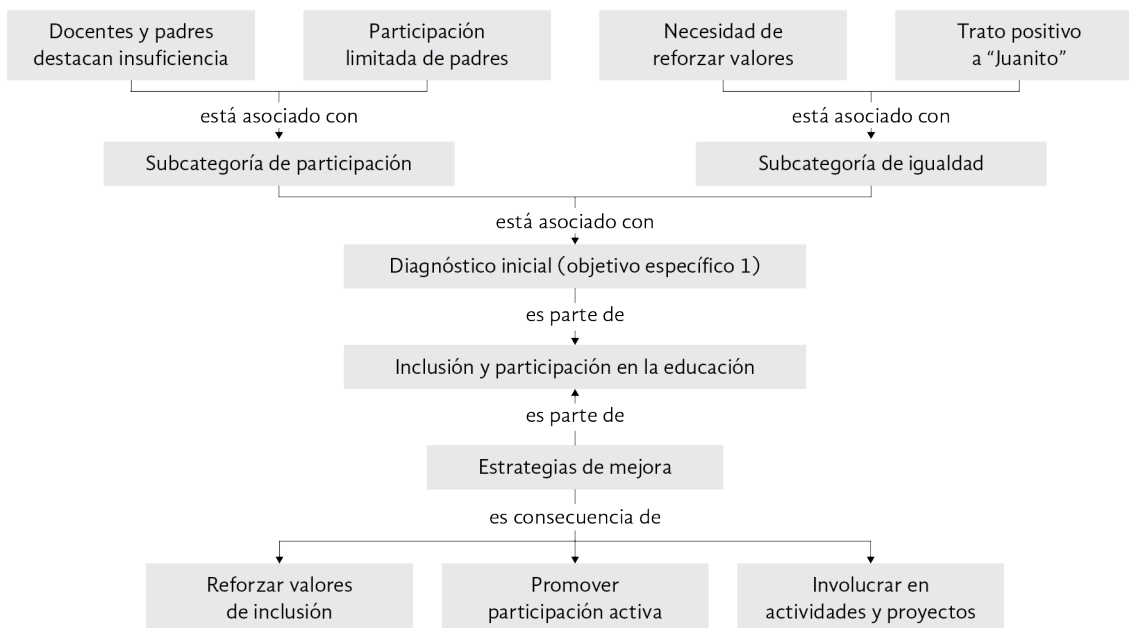 Docentes y padres
destacan insuficiencia
Participación
limitada de padres
Necesidad de
reforzar valores
Trato positivo
a “Juanito”
está asociado con
está asociado con
Subcategoría de participación
Subcategoría de igualdad
está asociado con
Diagnóstico inicial (objetivo específico 1)
es parte de
Inclusión y participación en la educación
es parte de
Estrategias de mejora
es consecuencia de
Reforzar valores
de inclusión
Promover
participación activa
Involucrar en
actividades y proyectos